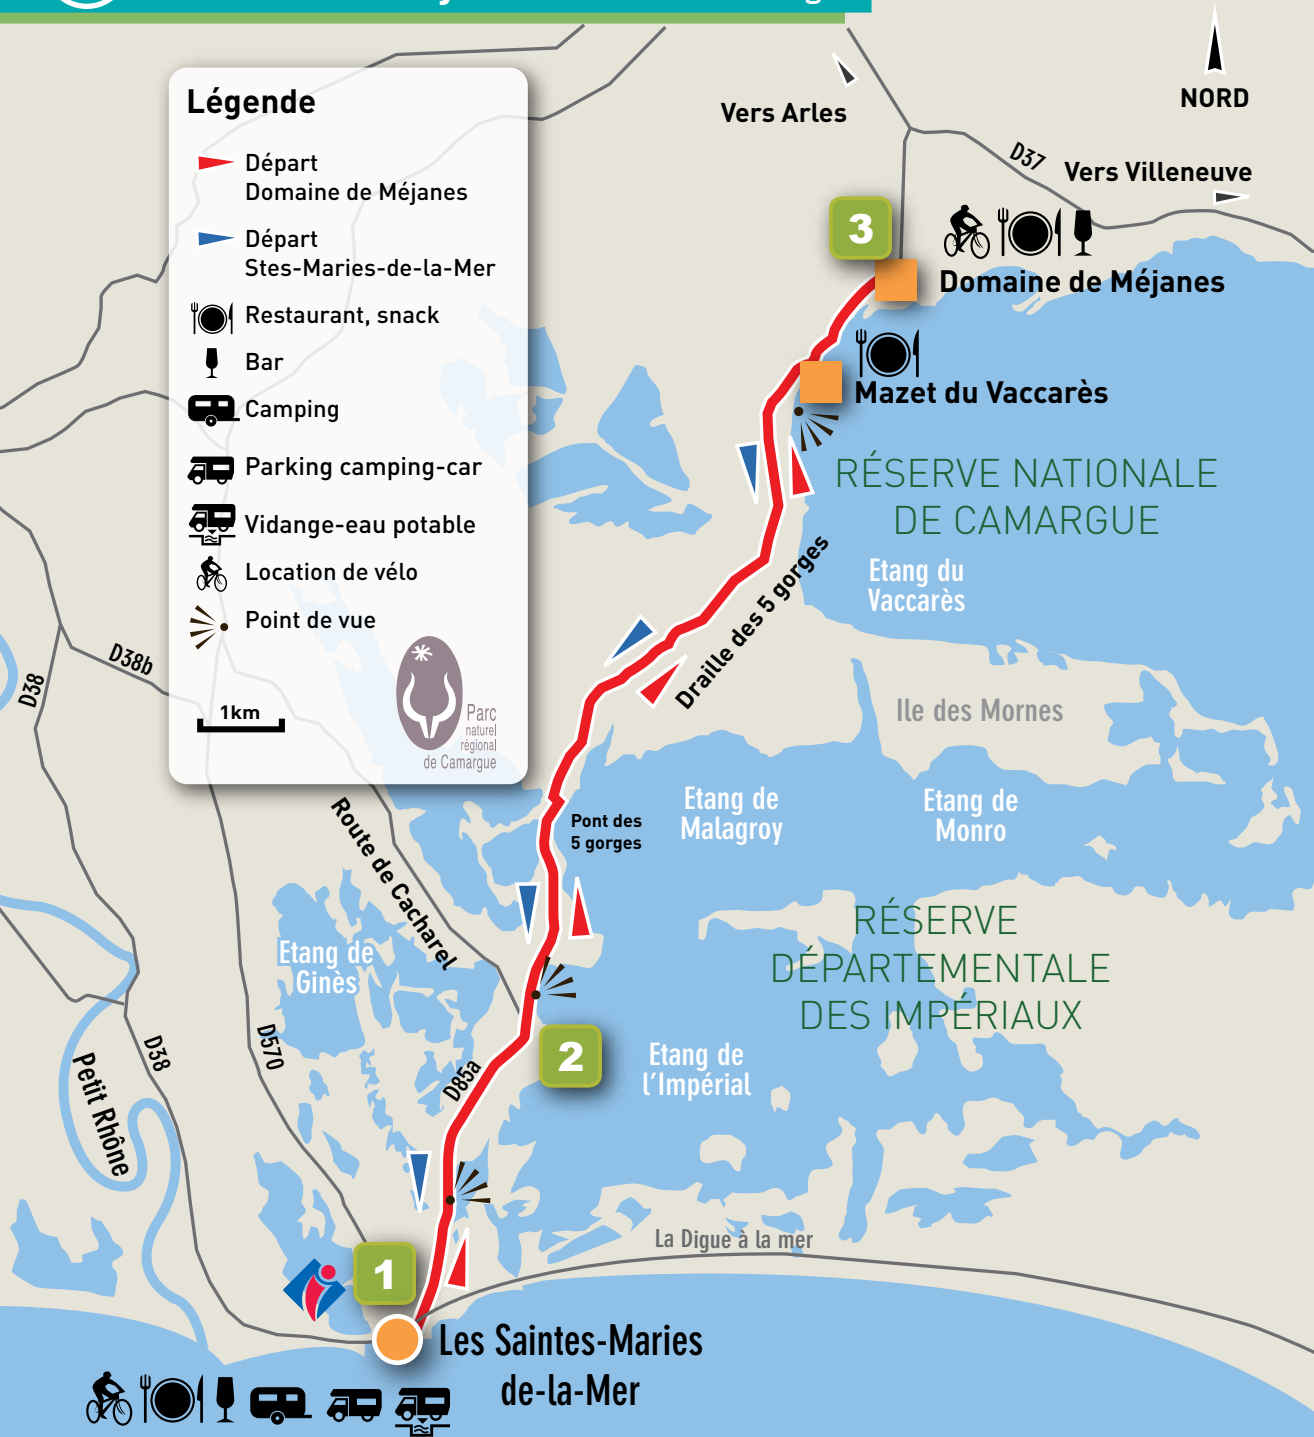 Vers Arles
NORD
D37
Vers Villeneuve
Légende
Départ
Domaine de Méjanes
Départ
Stes-Maries-de-la-Mer
Restaurant, snack
Bar
Camping
Parking camping-car
Vidange-eau potable
Location de vélo
Point de vue
1km
Parc
naturel
régional
de Camargue
3
Domaine de Méjanes
Mazet du Vaccarès
RÉSERVE NATIONALE
DE CAMARGUE
Etang du
Vaccarès
Draille des 5 gorges
D38b
D38
Ile des Mornes
Etang de
Malagroy
Etang de
Monro
Pont des
5 gorges
Route de Cacharel
RÉSERVE
DÉPARTEMENTALE
DES IMPÉRIAUX
Etang de
Ginès
D570
D38
Petit Rhône
D85a
2
Etang de
l'Impérial
La Digue à la mer
1
Les Saintes-Maries
de-la-Mer